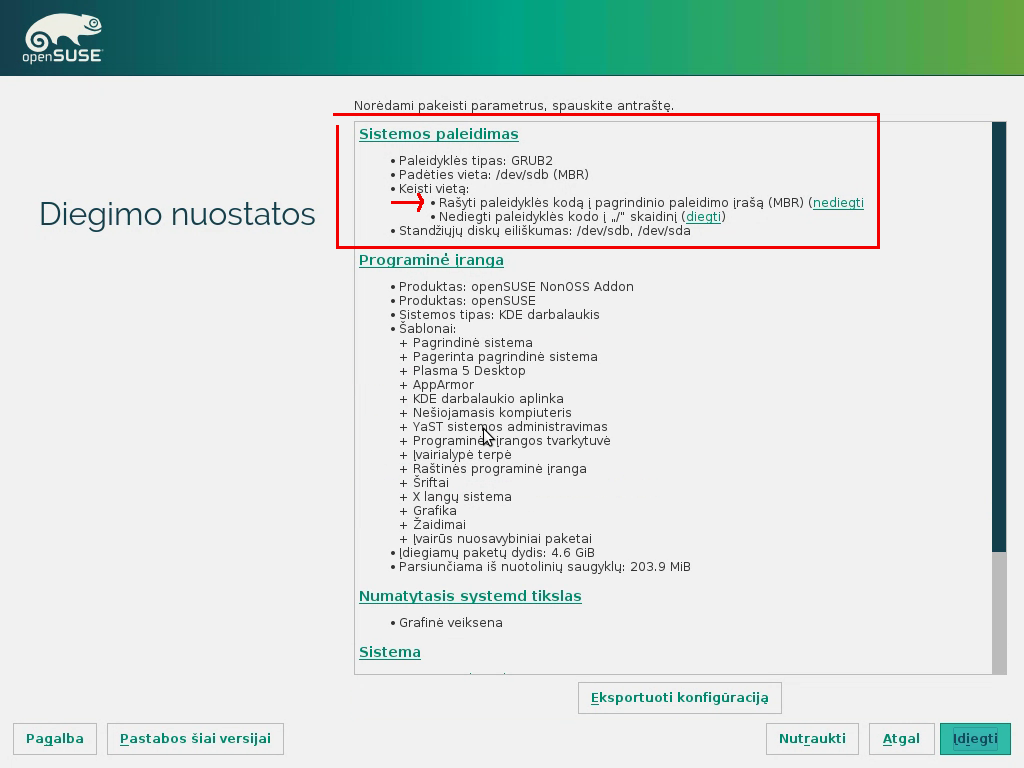 openSUSE
Norėdami pakeisti parametrus, spauskite antraštę.
Diegimo nuostatos
Sistemos paleidimas
• Paleidyklės tipas: GRUB2
• Padėties vieta: /dev/sdb (MBR)
• Keisti vietą:
• Rašyti paleidyklės kodą į pagrindinio paleidimo įrašą (MBR) (nediegti
• Nediegti paleidyklės kodo į „/" skaidinį (diegti)
• Standžiųjų diskų eiliškumas: /dev/sdb, /dev/sda
Programinė įranga
• Produktas: openSUSE NonOSS Addon
• Produktas: openSUSE
• Sistemos tipas: KDE darbalaukis
• Šablonai:
+ Pagrindinė sistema
+ Pagerinta pagrindinė sistema
+ Plasma 5 Desktop
+ AppArmor
+ KDE darbalaukio aplinka
+ Nešiojamasis kompiuteris
+ YaST sistemos administravimas
+ Programinės įrangos tvarkytuvė
+ Įvairialypė terpė
+ Raštinės programinė įranga
+ Šriftai
+ X langų sistema
+ Grafika
+ Žaidimai
+ Įvairūs nuosavybiniai paketai
• Įdiegiamų paketų dydis: 4.6 GiB
• Parsiunčiama iš nuotolinių saugyklų: 203.9 MiB
Numatytasis systemd tikslas
• Grafinė veiksena
Sistema
Eksportuoti konfigūraciją
Pagalba
Pastabos šiai versijai
Nutraukti
Atgal
Įdiegti